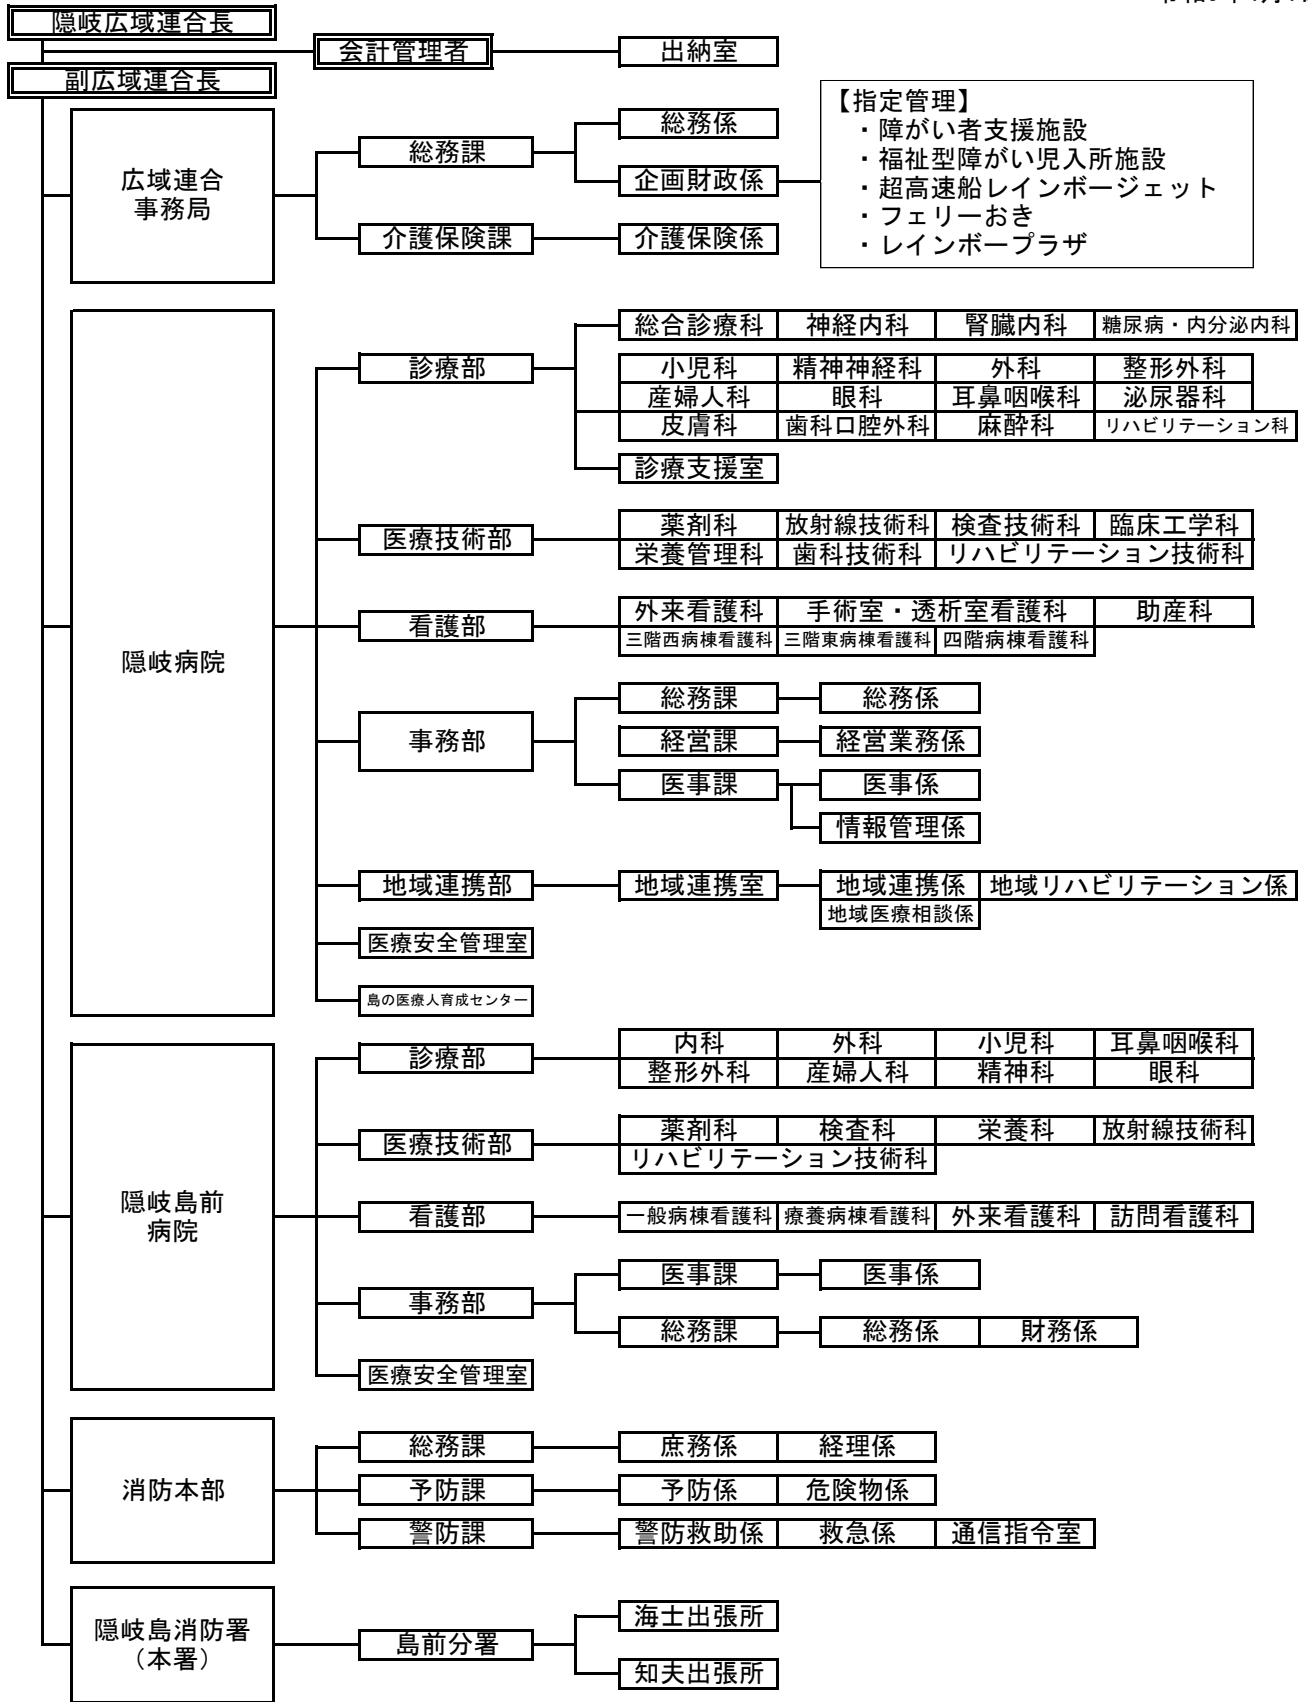 隠岐広域連合長
会計管理者
出納室
副広域連合長
広域連合
事務局
総務課
総務係
企画財政係
介護保険課
介護保険係
【指定管理】
・障がい者支援施設
・福祉型障がい児入所施設
・超高速船レインボージェット
・フェリーおき
・レインボープラザ
隠岐病院
診療部
総合診療科 神経内科 腎臓内科 糖尿病・内分泌内科
小児科 精神神経科 外科 整形外科
産婦人科 眼科 耳鼻咽喉科 泌尿器科
皮膚科 歯科口腔外科 麻酔科 リハビリテーション科
診療支援室
医療技術部
薬剤科 放射線技術科 検査技術科 臨床工学科
栄養管理科 歯科技術科 リハビリテーション技術科
看護部
外来看護科 手術室・透析室看護科 助産科
三階西病棟看護科 三階東病棟看護科 四階病棟看護科
事務部
総務課 総務係
経営課 経営業務係
医事課 医事係
情報管理係
地域連携部 地域連携室 地域連携係 地域リハビリテーション係
地域医療相談係
医療安全管理室
島の医療人育成センター
隠岐島前
病院
診療部
内科 外科 小児科 耳鼻咽喉科
整形外科 産婦人科 精神科 眼科
医療技術部
薬剤科 検査科 栄養科 放射線技術科
リハビリテーション技術科
看護部
一般病棟看護科 療養病棟看護科 外来看護科 訪問看護科
事務部
医事課 医事係
総務課 総務係 財務係
医療安全管理室
消防本部
総務課 庶務係 経理係
予防課 予防係 危険物係
警防課 警防救助係 救急係 通信指令室
隠岐島消防署
（本署）
島前分署
海士出張所
知夫出張所